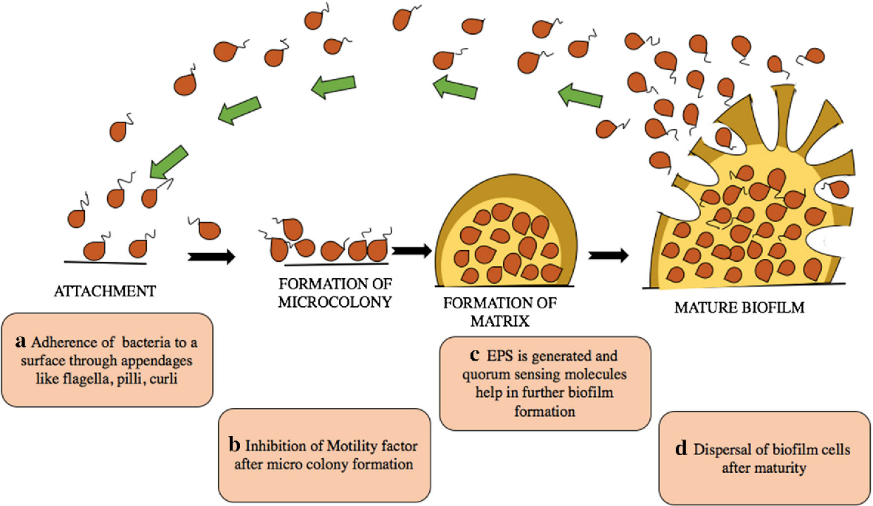 ATTACHMENT
FORMATION OF
MICROCOLONY
FORMATION OF
MATRIX
MATURE BIOFILM
a Adherence of bacteria to a
surface through appendages
like flagella, pilli, curli
b Inhibition of Motility factor
after micro colony formation
c EPS is generated and
quorum sensing molecules
help in further biofilm
formation
d Dispersal of biofilm cells
after maturity